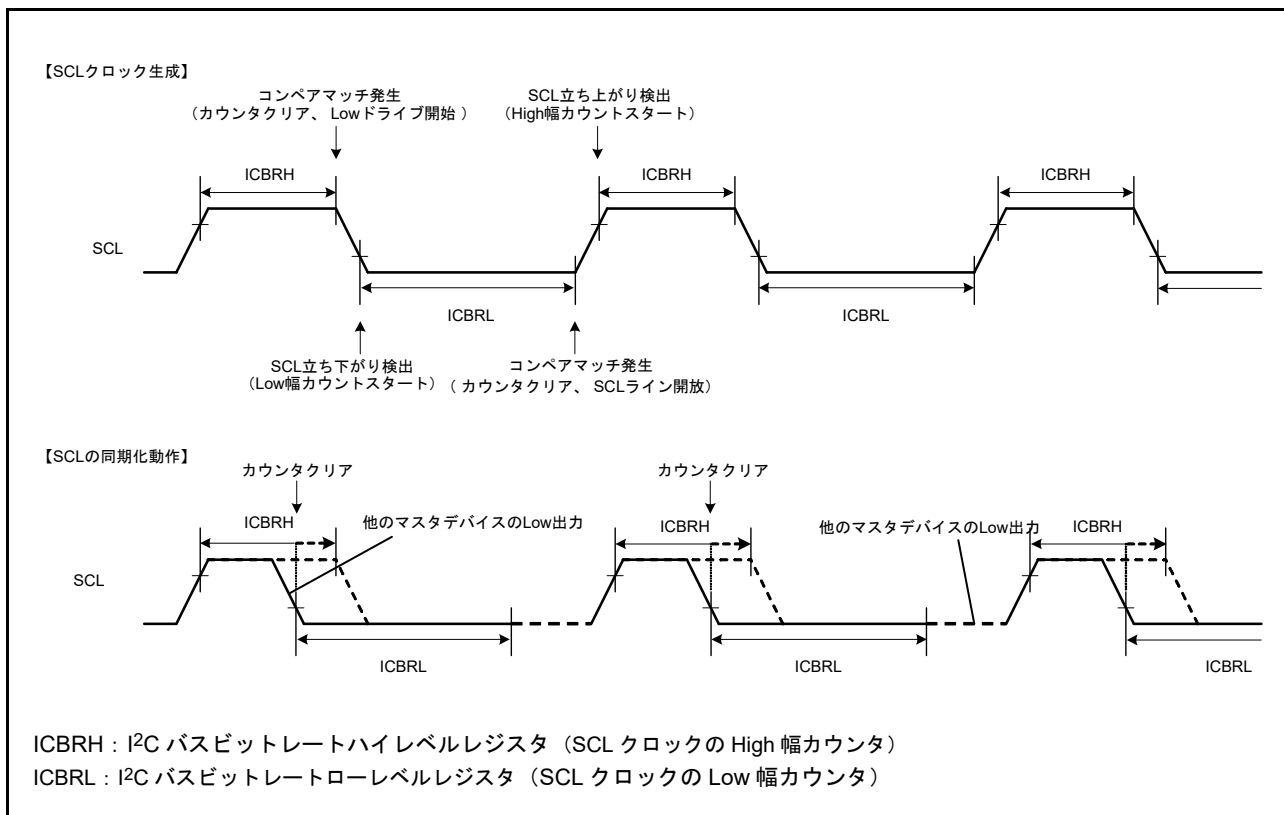 【SCLクロック生成】
コンペアマッチ発生
（カウンタクリア、 Lowドライブ開始 ）
SCL立ち上がり検出
（High幅カウントスタート）
ICBRH
ICBRH
ICBRH
SCL
ICBRL
ICBRL
SCL立ち下がり検出
（Low幅カウントスタート）
コンペアマッチ発生
（ カウンタクリア、 SCLライン開放）
【SCLの同期化動作】
カウンタクリア
カウンタクリア
ICBRH
他のマスタデバイスのLow出力
ICBRH
他のマスタデバイスのLow出力
ICBRH
SCL
ICBRL
ICBRL
ICBRL
ICBRH : I2C バスビットレートハイレベルレジスタ（SCL クロックの High 幅カウンタ）
ICBRL : I2C バスビットレートローレベルレジスタ（SCL クロックの Low 幅カウンタ）